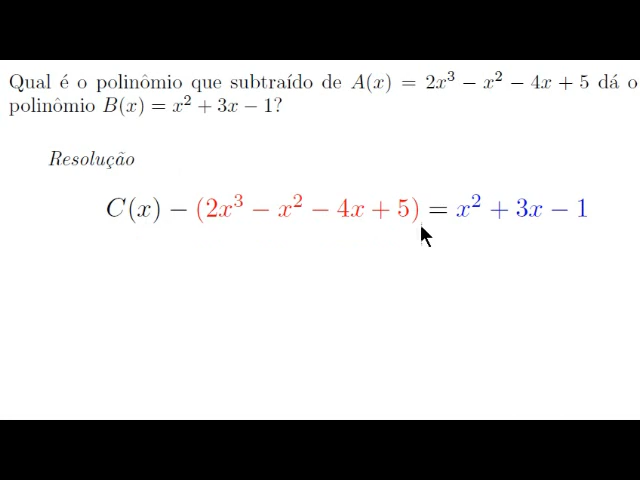 Qual é o polinômio que subtraído de A(x) = 2x³ − x² − 4x + 5 dá o
polinômio B(x) = x² + 3x − 1?
Resolução
C(x) − (2x³ − x² − 4x + 5) = x² + 3x − 1